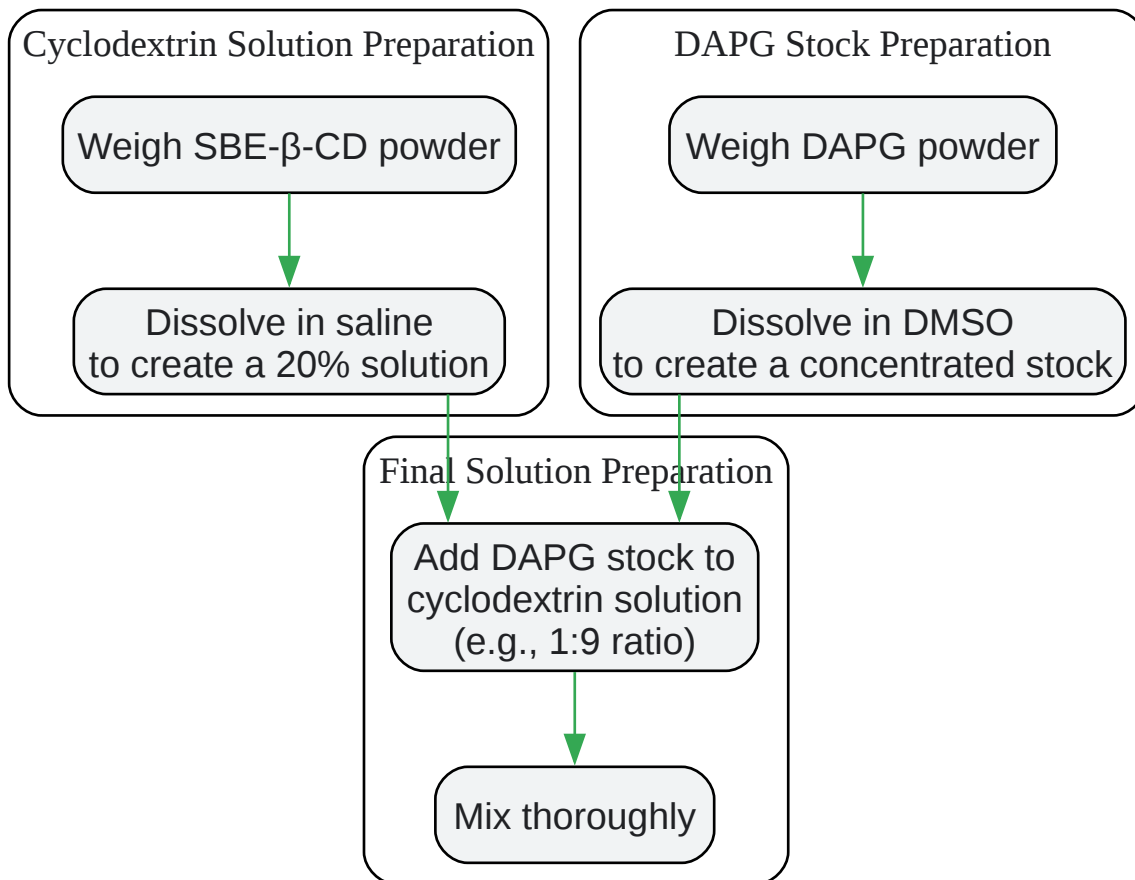 Cyclodextrin Solution Preparation
Weigh SBE-β-CD powder
Dissolve in saline
to create a 20% solution
DAPG Stock Preparation
Weigh DAPG powder
Dissolve in DMSO
to create a concentrated stock
Final Solution Preparation
Add DAPG stock to
cyclodextrin solution
(e.g., 1:9 ratio)
Mix thoroughly